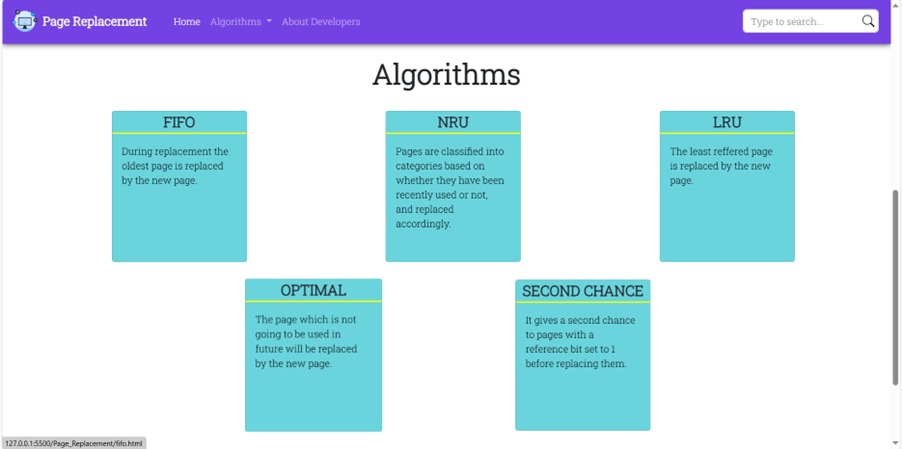 Page Replacement Home Algorithms About Developers Type to search...
Algorithms
FIFO
During replacement the
oldest page is replaced
by the new page.
NRU
Pages are classified into
categories based on
whether they have been
recently used or not,
and replaced
accordingly.
LRU
The least reffered page
is replaced by the new
page.
OPTIMAL
The page which is not
going to be used in
future will be replaced
by the new page.
SECOND CHANCE
It gives a second chance
to pages with a
reference bit set to 1
before replacing them.
127.0.0.1:5500/Page_Replacement/fifo.html